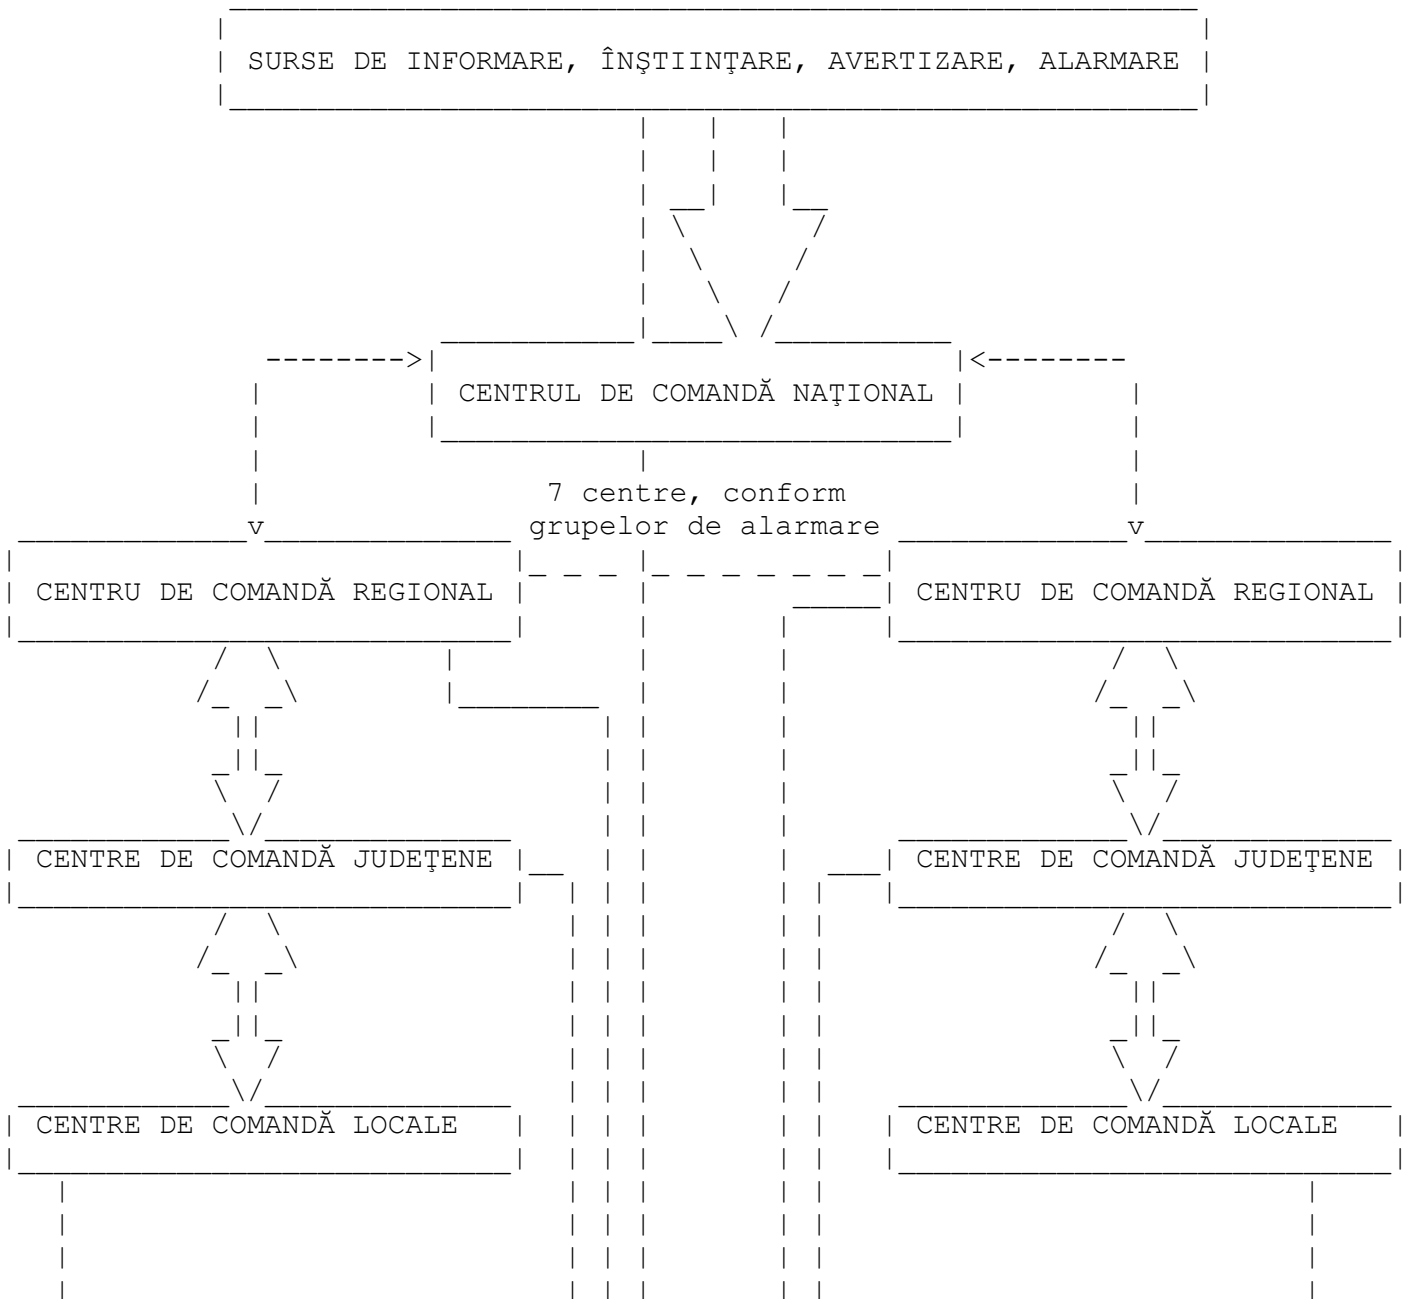 SURSE DE INFORMARE, ÎNŞTIINŢARE, AVERTIZARE, ALARMARE
CENTRUL DE COMANDĂ NAŢIONAL
7 centre, conform
grupelor de alarmare
CENTRU DE COMANDĂ REGIONAL
CENTRU DE COMANDĂ REGIONAL
CENTRE DE COMANDĂ JUDEŢENE
CENTRE DE COMANDĂ JUDEŢENE
CENTRE DE COMANDĂ LOCALE
CENTRE DE COMANDĂ LOCALE